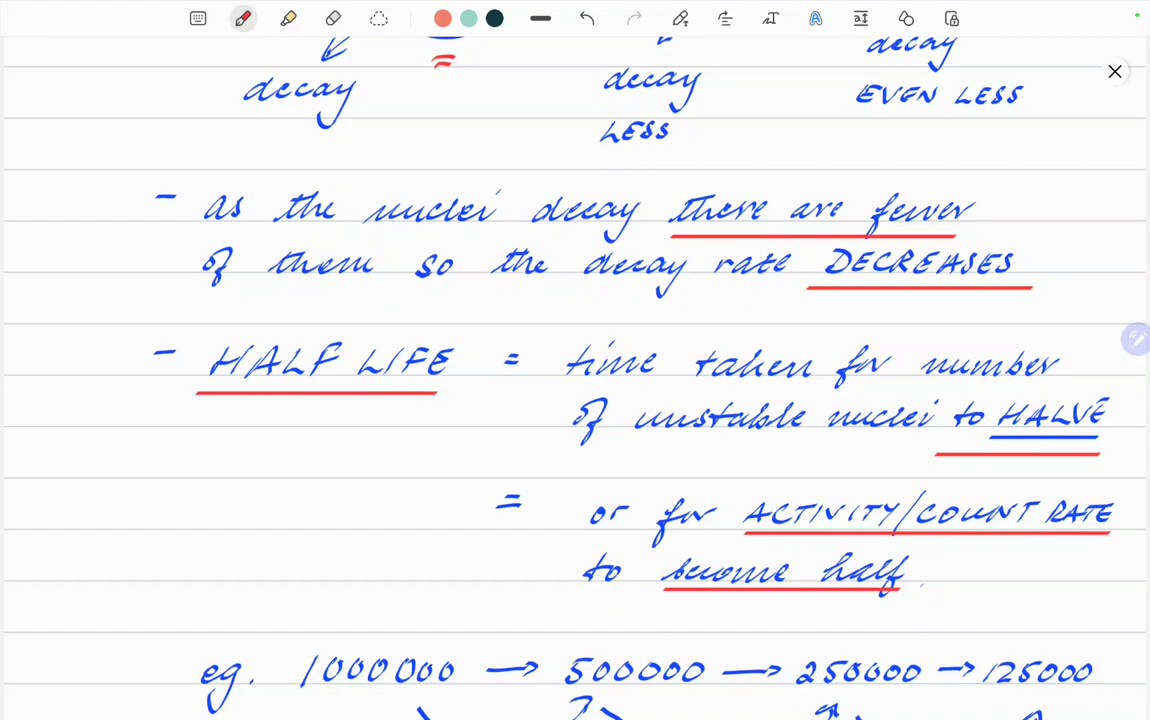 decay
decay
LESS
decay
EVEN LESS
- as the nuclei decay there are fewer
of them so the decay rate DECREASES
- HALF LIFE = time taken for number
of unstable nuclei to HALVE
= or for ACTIVITY/COUNT RATE
to become half.
eg. 1000000 → 500000 → 250000 → 125000